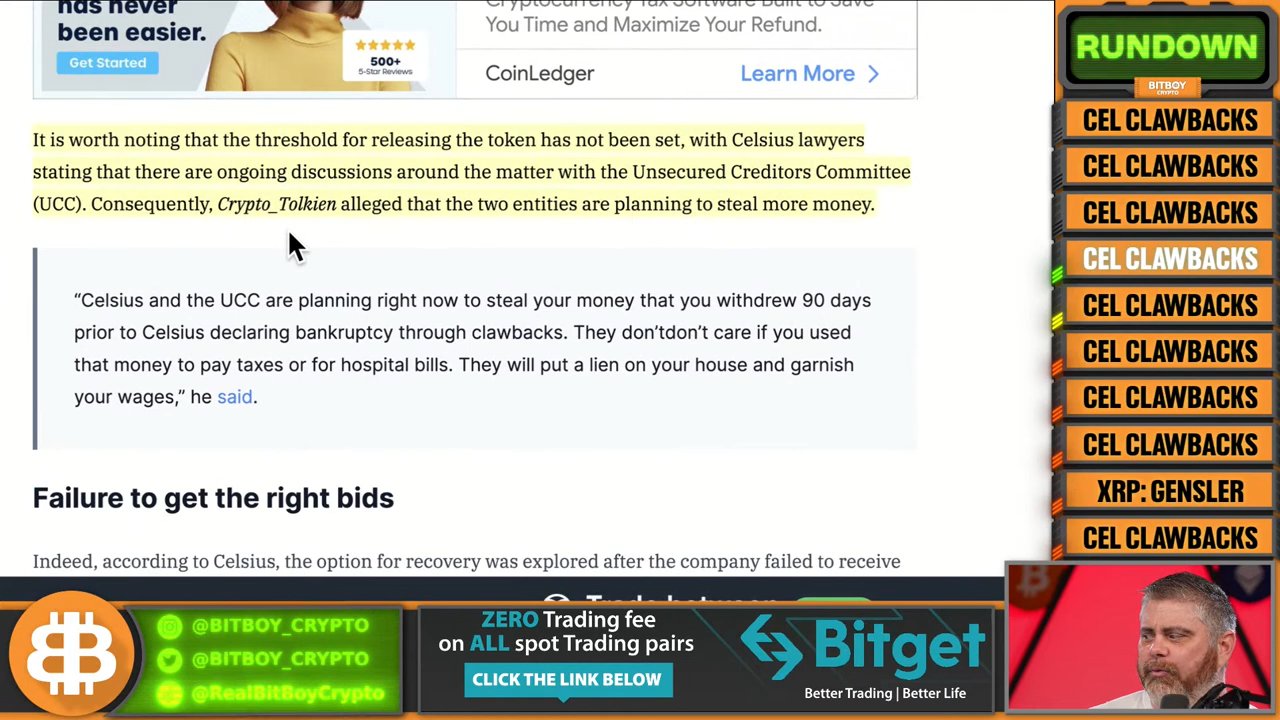 has never
been easier.
Get Started
500+
5-Star Reviews
Cryptocurrency Tax Software Built to Save
You Time and Maximize Your Refund.
CoinLedger
Learn More >
It is worth noting that the threshold for releasing the token has not been set, with Celsius lawyers
stating that there are ongoing discussions around the matter with the Unsecured Creditors Committee
(UCC). Consequently, Crypto_Tolkien alleged that the two entities are planning to steal more money.
“Celsius and the UCC are planning right now to steal your money that you withdrew 90 days
prior to Celsius declaring bankruptcy through clawbacks. They don’tdon’t care if you used
that money to pay taxes or for hospital bills. They will put a lien on your house and garnish
your wages,” he said.
Failure to get the right bids
Indeed, according to Celsius, the option for recovery was explored after the company failed to receive
Trade between
RUNDOWN
BITBOY
CRYPTO
CEL CLAWBACKS
CEL CLAWBACKS
CEL CLAWBACKS
CEL CLAWBACKS
CEL CLAWBACKS
CEL CLAWBACKS
CEL CLAWBACKS
CEL CLAWBACKS
XRP: GENSLER
CEL CLAWBACKS
@BITBOY_CRYPTO
@BITBOY_CRYPTO
@RealBitBoyCrypto
ZERO Trading fee
on ALL spot Trading pairs
CLICK THE LINK BELOW
Bitget
Better Trading | Better Life